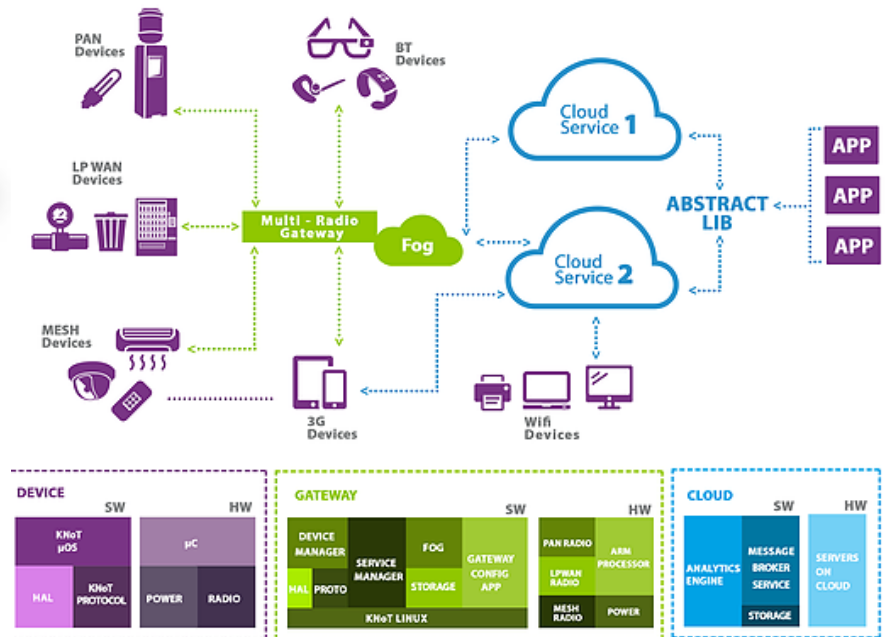 PAN
Devices
BT
Devices
Cloud
Service 1
APP
LP WAN
Devices
Multi - Radio
Gateway
Fog
ABSTRACT
LIB
APP
Cloud
Service 2
APP
MESH
Devices
3G
Devices
Wifi
Devices
DEVICE
SW
HW
KNoT
µOS
HAL
KNoT
PROTOCOL
µC
POWER
RADIO
GATEWAY
SW
HW
DEVICE
MANAGER
HAL
PROTO
SERVICE
MANAGER
FOG
STORAGE
GATEWAY
CONFIG
APP
KNoT LINUX
PAN RADIO
LPWAN
RADIO
MESH
RADIO
ARM
PROCESSOR
POWER
CLOUD
SW
HW
ANALYTICS
ENGINE
MESSAGE
BROKER
SERVICE
STORAGE
SERVERS
ON
CLOUD